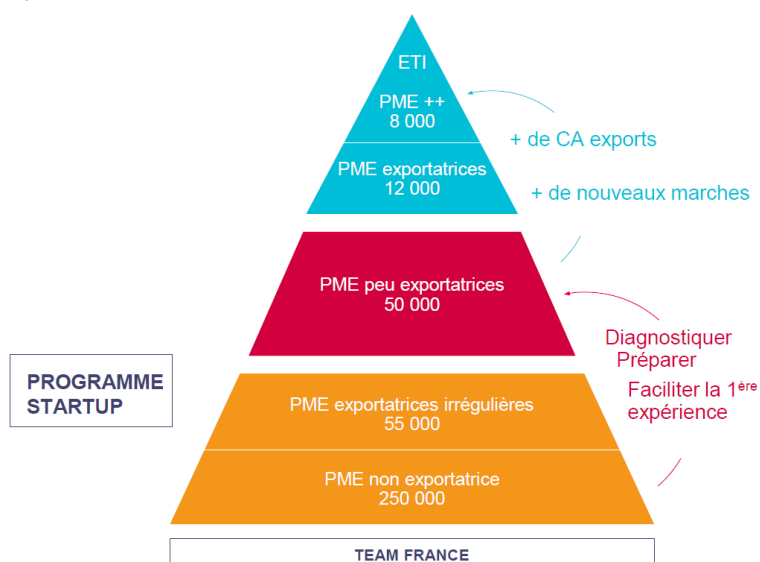 ETI
PME ++
8 000
+ de CA exports
PME exportatrices
12 000
+ de nouveaux marches
PME peu exportatrices
50 000
Diagnostiquer
Préparer
Faciliter la 1ère
expérience
PROGRAMME
STARTUP
PME exportatrices irrégulières
55 000
PME non exportatrice
250 000
TEAM FRANCE